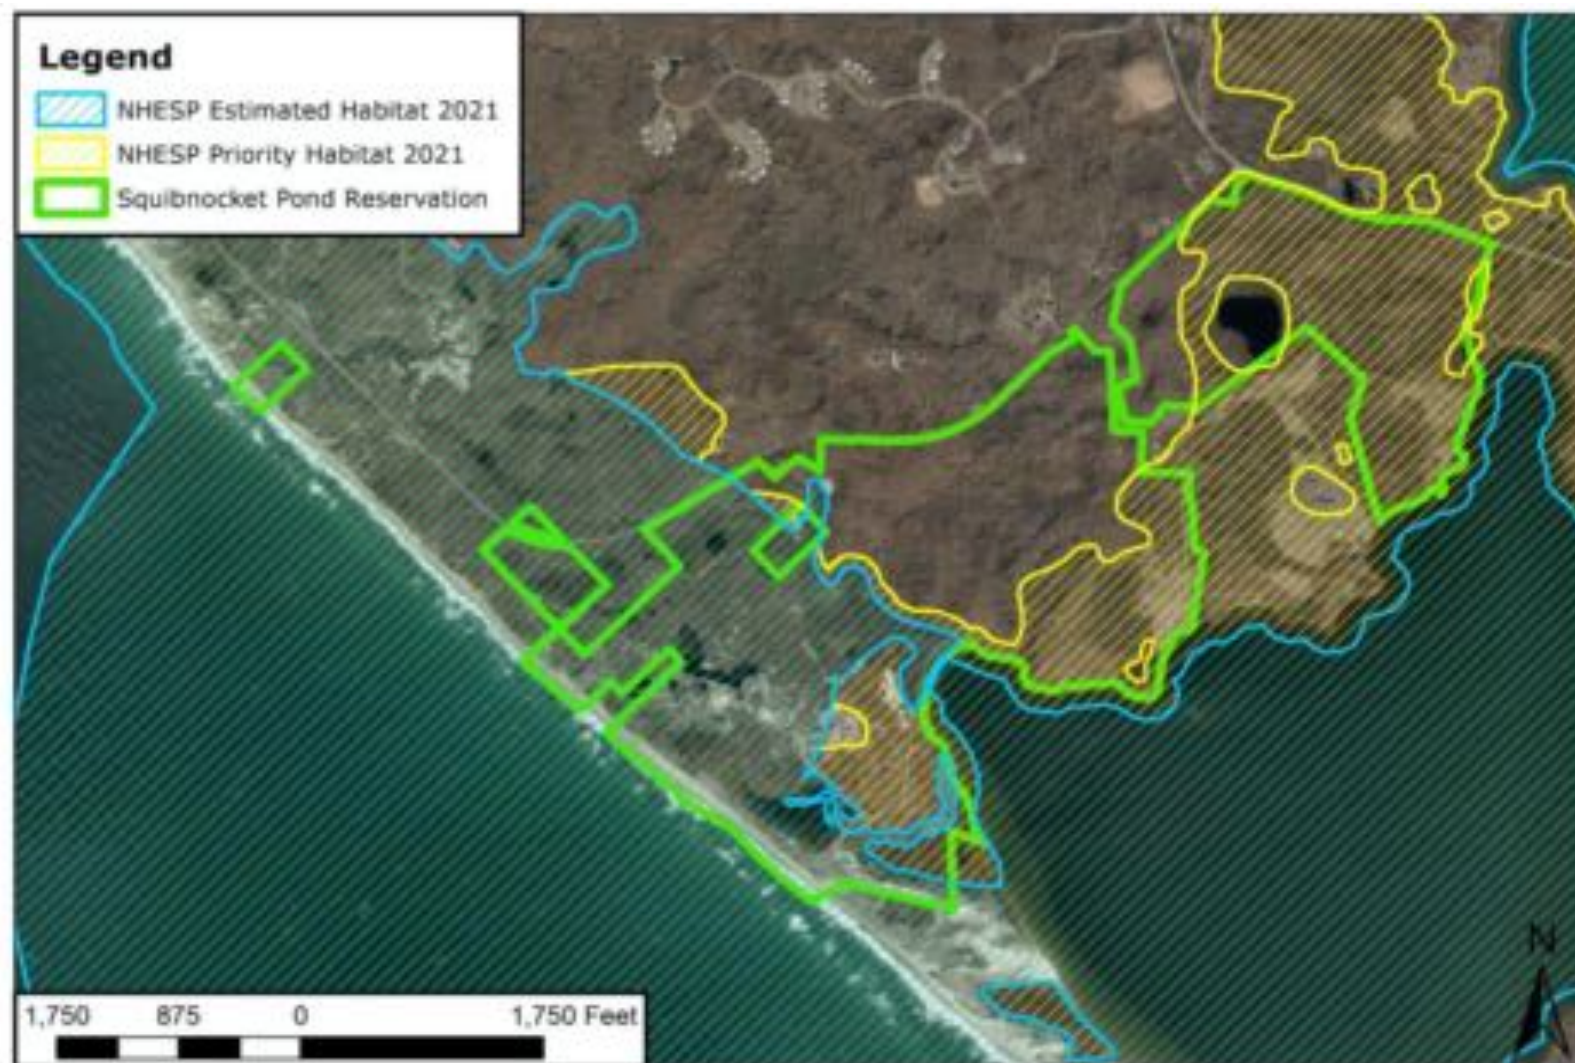 Legend
NHESP Estimated Habitat 2021
NHESP Priority Habitat 2021
Squibnocket Pond Reservation
N
1,750 875 0 1,750 Feet